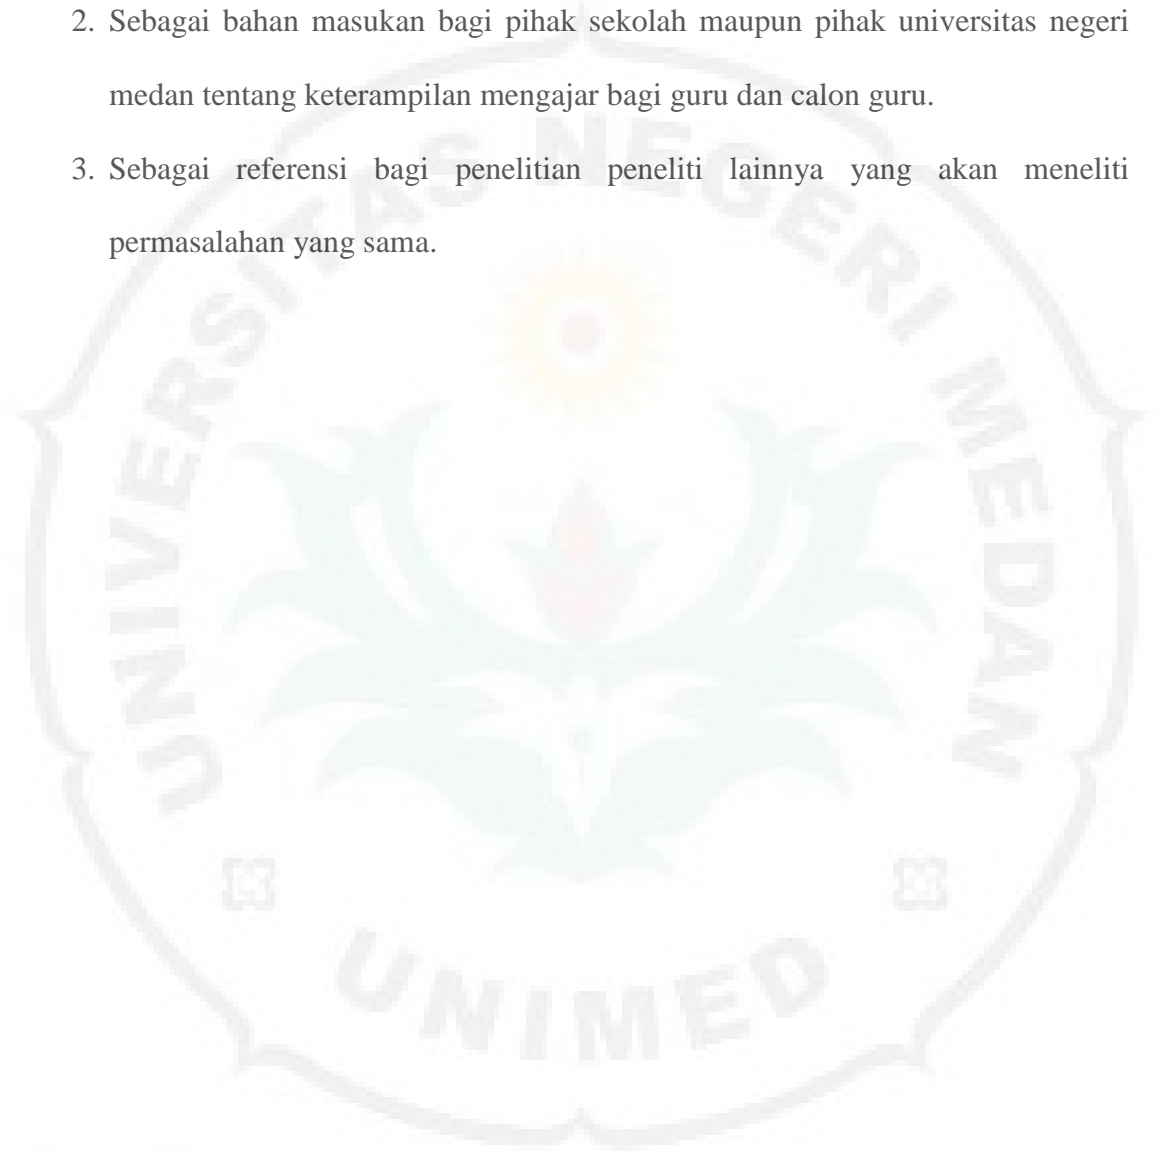 2. Sebagai bahan masukan bagi pihak sekolah maupun pihak universitas negeri
medan tentang keterampilan mengajar bagi guru dan calon guru.
3. Sebagai referensi bagi penelitian peneliti lainnya yang akan meneliti
permasalahan yang sama.
UNIVERSITAS NEGERI MEDAN
UNIMED